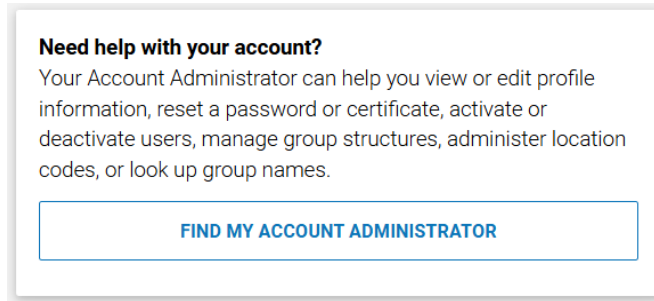 Need help with your account?
Your Account Administrator can help you view or edit profile
information, reset a password or certificate, activate or
deactivate users, manage group structures, administer location
codes, or look up group names.
FIND MY ACCOUNT ADMINISTRATOR